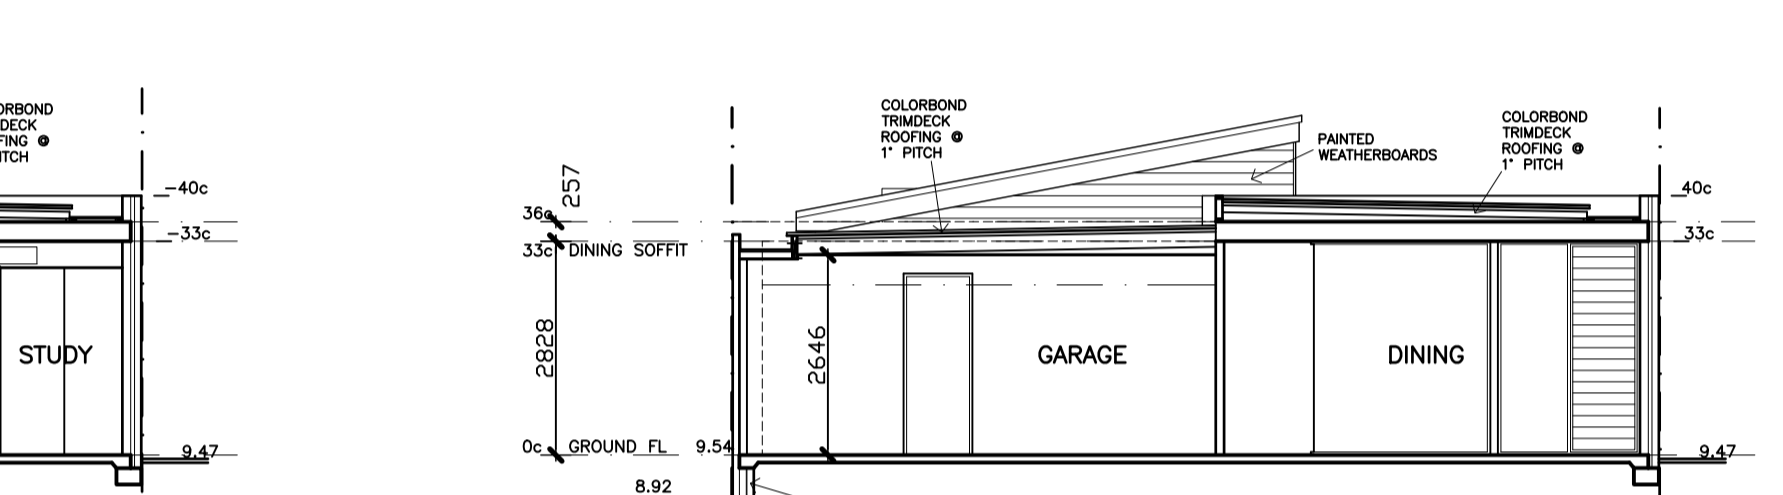 ORBOND
DECK
FING @
ITCH
-40c
-33c
STUDY
9.47
257
36c
33c DINING SOFFIT
2828
0c GROUND FL 9.54
8.92
COLORBOND
TRIMDECK
ROOFING @
1° PITCH
PAINTED
WEATHERBOARDS
COLORBOND
TRIMDECK
ROOFING @
1° PITCH
40c
33c
2646
GARAGE
DINING
9.47